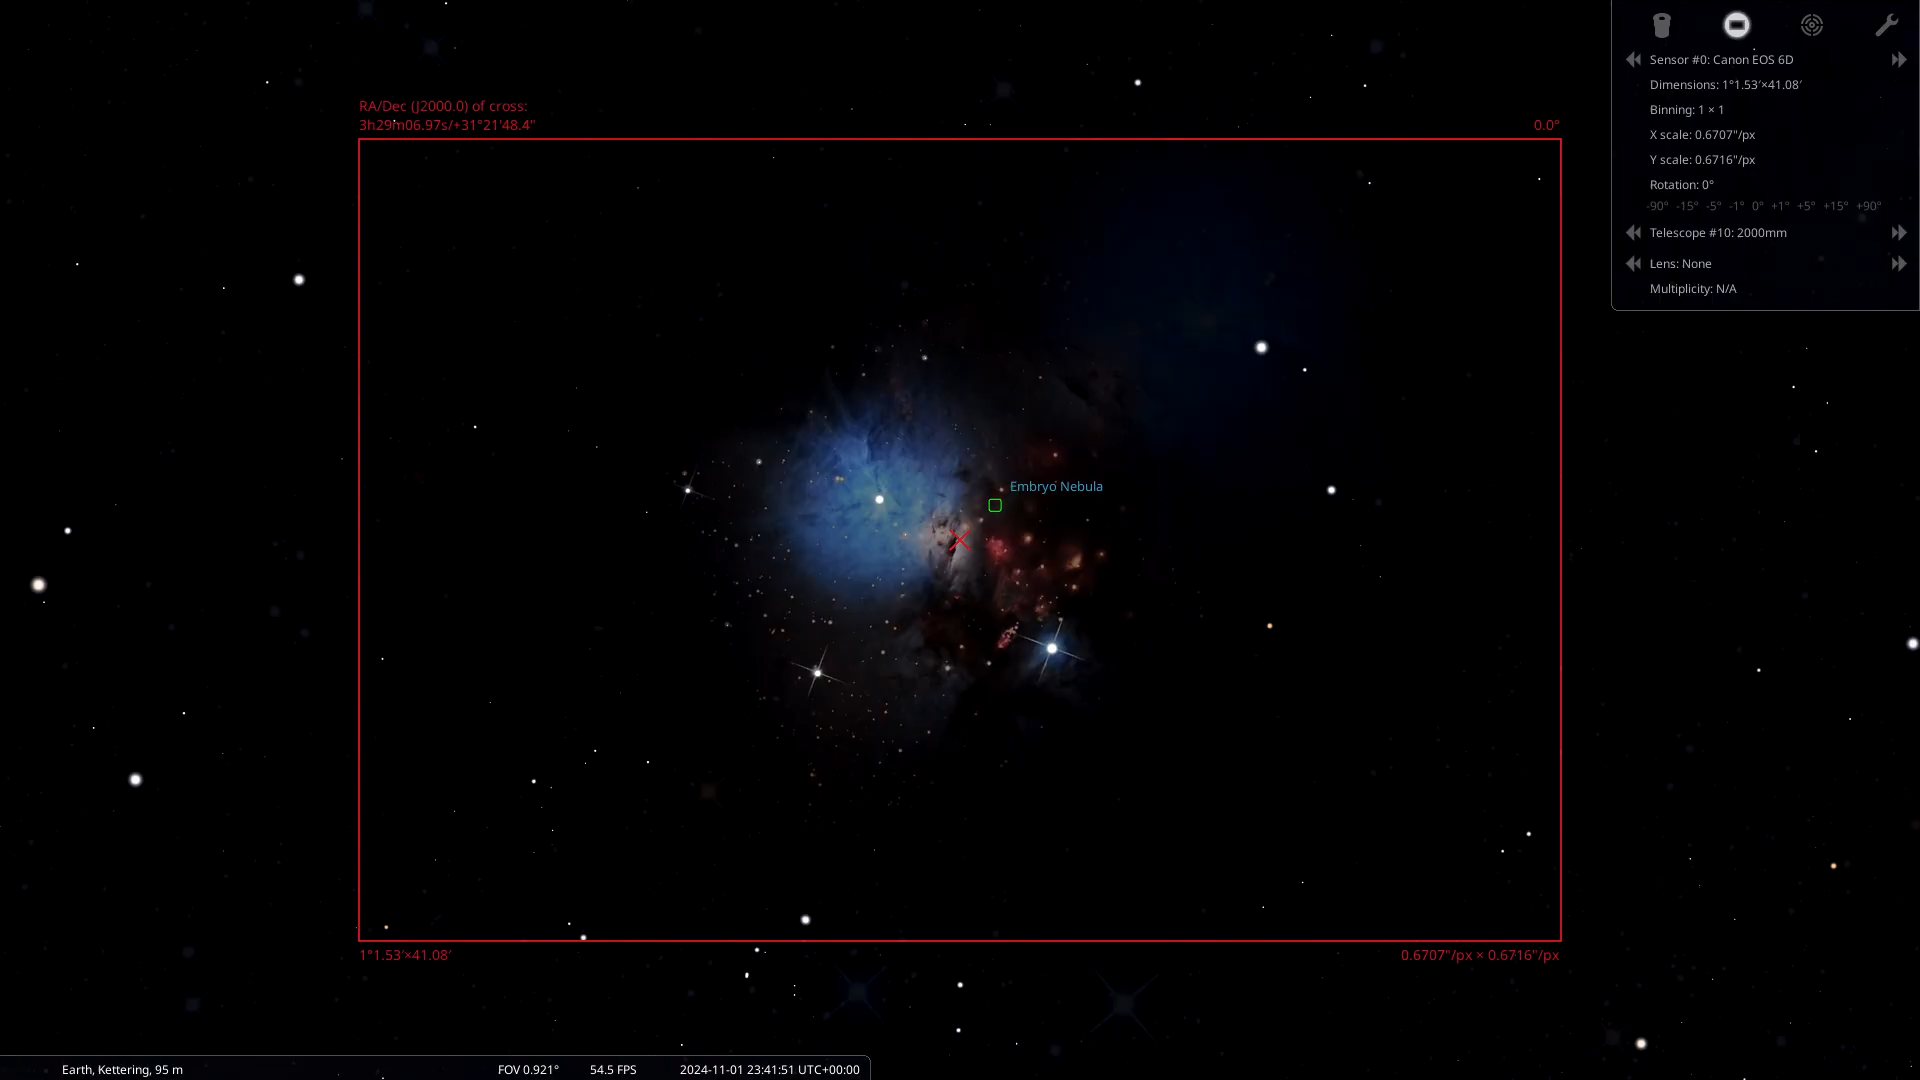 Sensor #0: Canon EOS 6D
Dimensions: 1°1.53′×41.08′
Binning: 1 × 1
X scale: 0.6707"/px
Y scale: 0.6716"/px
Rotation: 0°
-90° -15° -5° -1° 0° +1° +5° +15° +90°
Telescope #10: 2000mm
Lens: None
Multiplicity: N/A
RA/Dec (J2000.0) of cross:
3h29m06.97s/+31°21'48.4"
0.0°
Embryo Nebula
1°1.53′×41.08′
0.6707"/px × 0.6716"/px
Earth, Kettering, 95 m
FOV 0.921°
54.5 FPS
2024-11-01 23:41:51 UTC+00:00